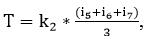 T = k₂ * (i₅+i₆+i₇)/3,